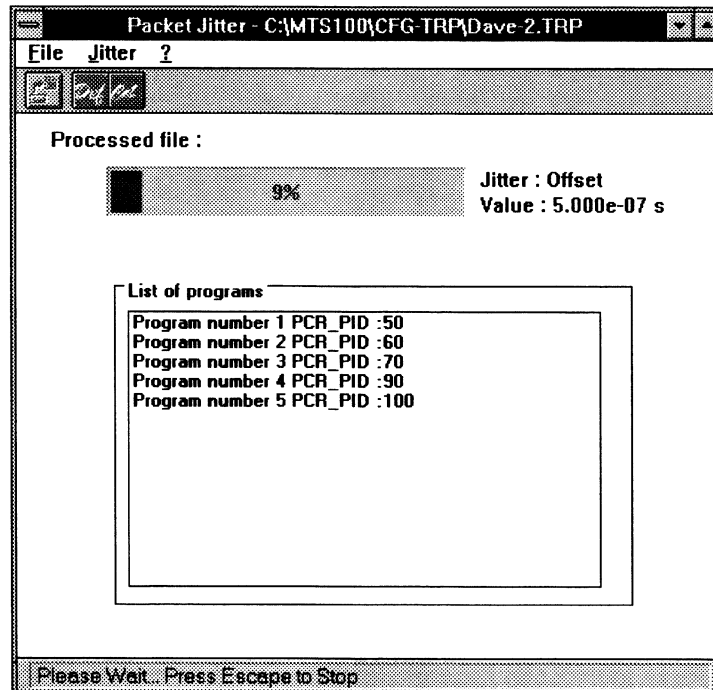 Packet Jitter - C:\MTS100\CFG-TRP\Dave-2.TRP
File Jitter ?
Processed file :
9%
Jitter : Offset
Value : 5.000e-07 s
List of programs
Program number 1 PCR_PID :50
Program number 2 PCR_PID :60
Program number 3 PCR_PID :70
Program number 4 PCR_PID :90
Program number 5 PCR_PID :100
Please Wait... Press Escape to Stop